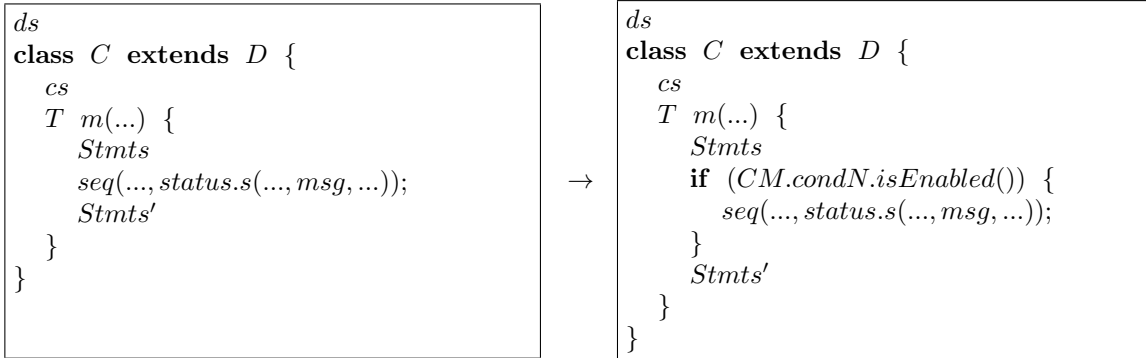 ds
class C extends D {
cs
T m(...) {
Stmts
seq(..., status.s(..., msg, ...));
Stmts′
}
}
→
ds
class C extends D {
cs
T m(...) {
Stmts
if (CM.condN.isEnabled()) {
seq(..., status.s(..., msg, ...));
}
Stmts′
}
}